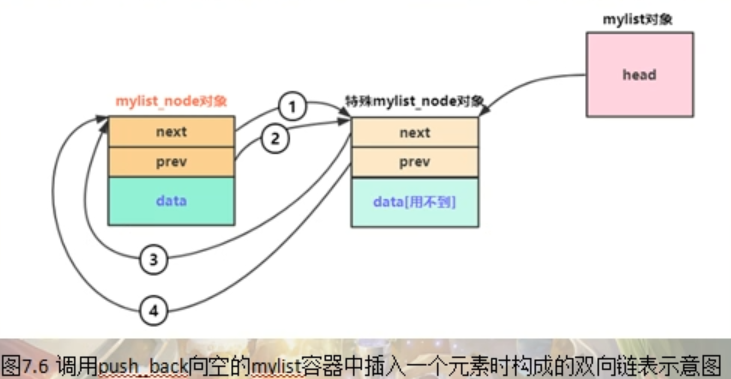 mylist对象
head
mylist_node对象
特殊mylist_node对象
1
2
next
next
prev
prev
data
data[用不到]
3
4
图7.6 调用push_back向空的mylist容器中插入一个元素时构成的双向链表示意图